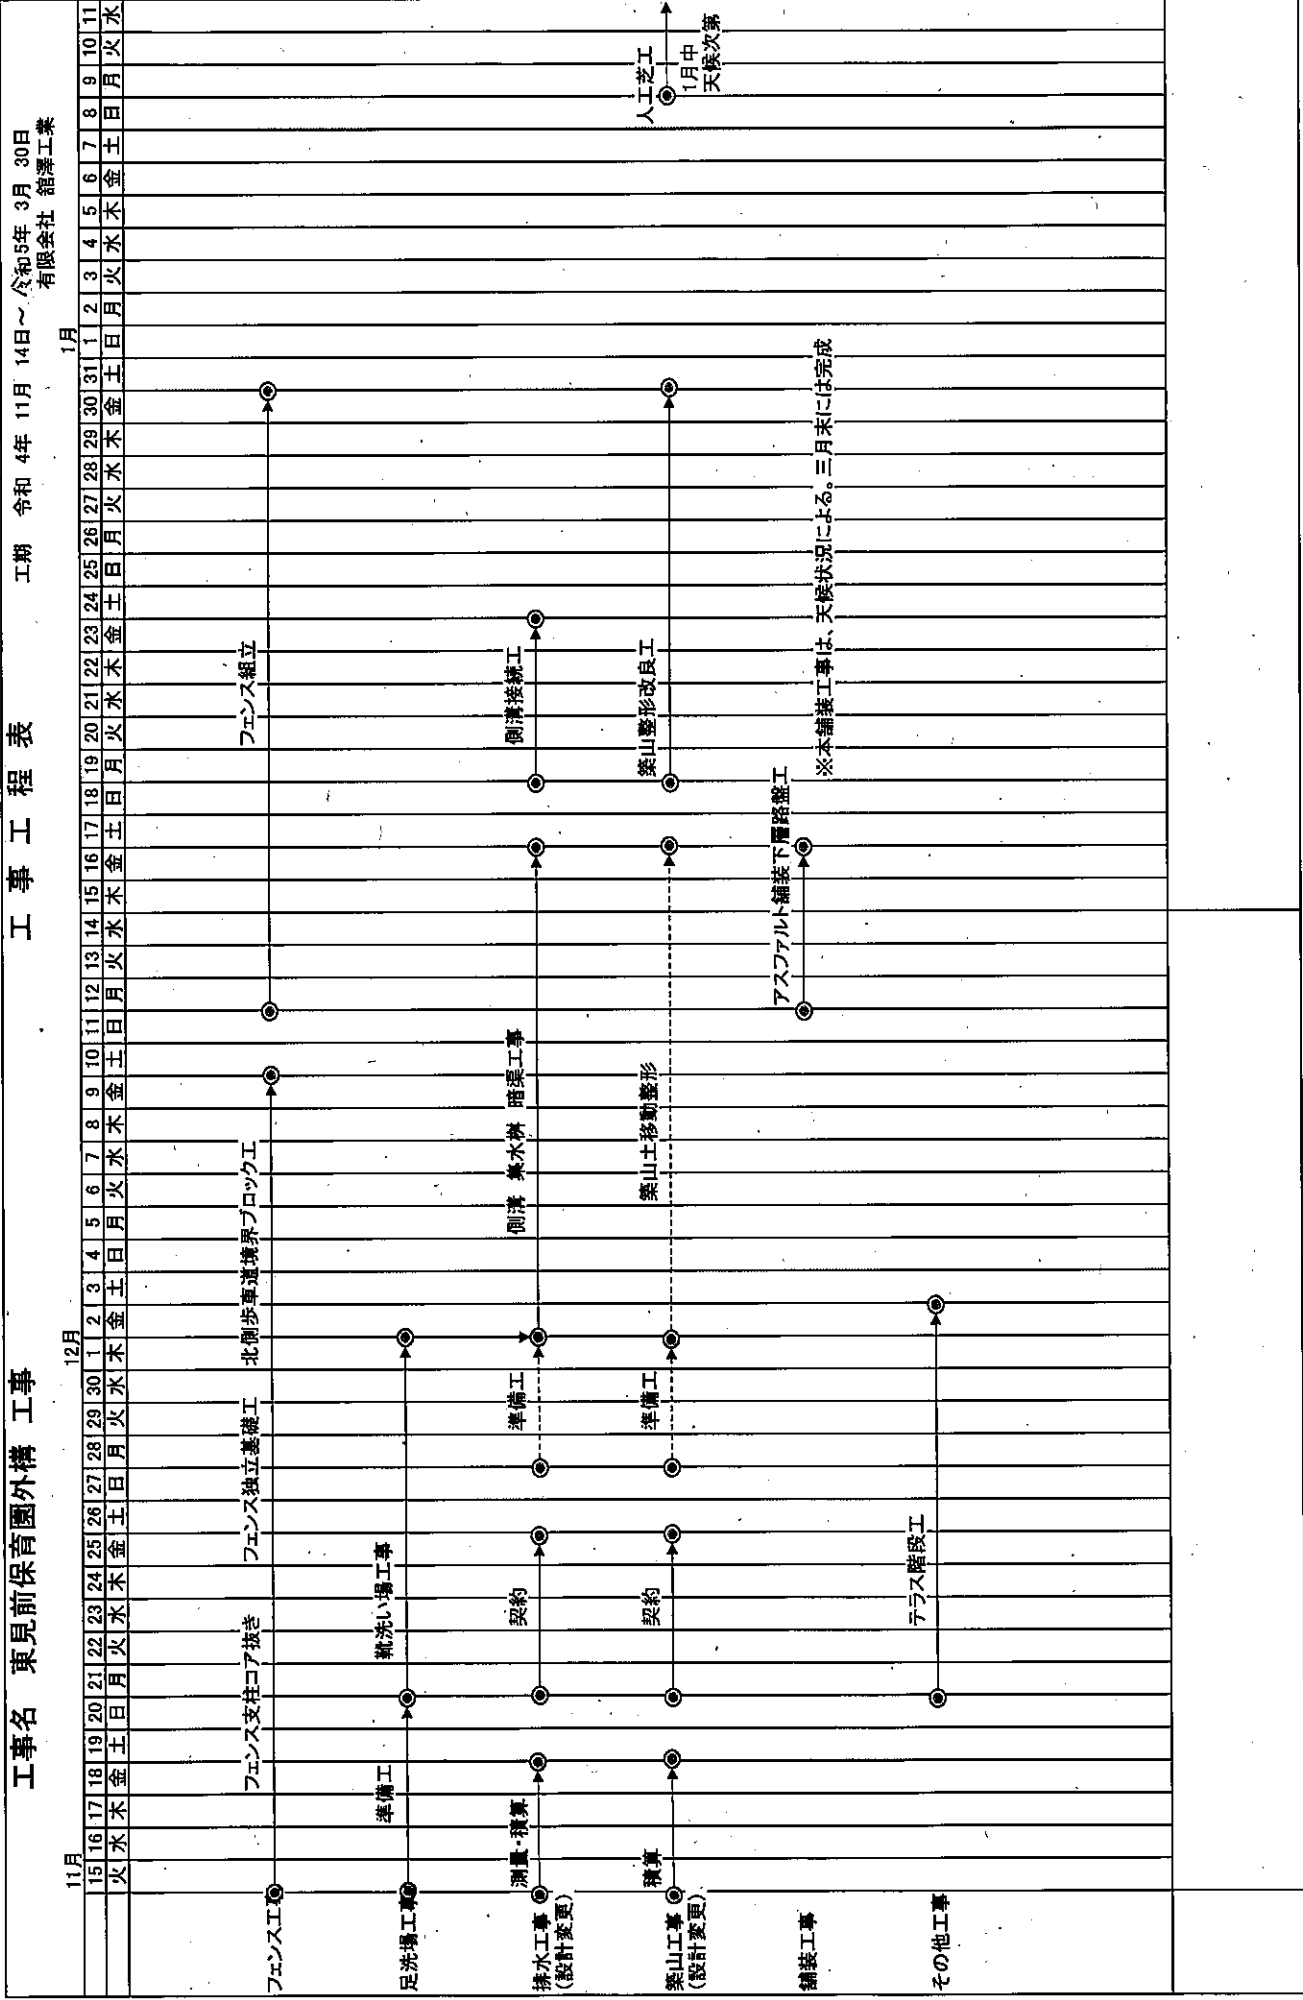 工事名　東見前保育園外構　工事
工　事　工　程　表
工期　令和 4年 11月 14日～令和5年 3月 30日
有限会社　舘澤工業
11月
12月
1月
15 16 17 18 19 20 21 22 23 24 25 26 27 28 29 30 1 2 3 4 5 6 7 8 9 10 11 12 13 14 15 16 17 18 19 20 21 22 23 24 25 26 27 28 29 30 31 1 2 3 4 5 6 7 8 9 10 11
火 水 木 金 土 日 月 火 水 木 金 土 日 月 火 水 木 金 土 日 月 火 水 木 金 土 日 月 火 水 木 金 土 日 月 火 水 木 金 土 日 月 火 水 木 金 土 日 月 火 水 木 金 土 日 月 火 水
フェンス工事
フェンス支柱コア抜き
フェンス独立基礎工
北側歩車道境界ブロック工
フェンス組立
足洗場工事
準備工
靴洗い場工事
排水工事
(設計変更)
測量・積算
契約
準備工
側溝　集水桝　暗渠工事
側溝接続工
築山工事
(設計変更)
積算
契約
準備工
築山土移動整形
築山整形改良工
人工芝工
1月中
天候次第
舗装工事
アスファルト舗装下層路盤工
※本舗装工事は、天候状況による。三月末には完成
その他工事
テラス階段工